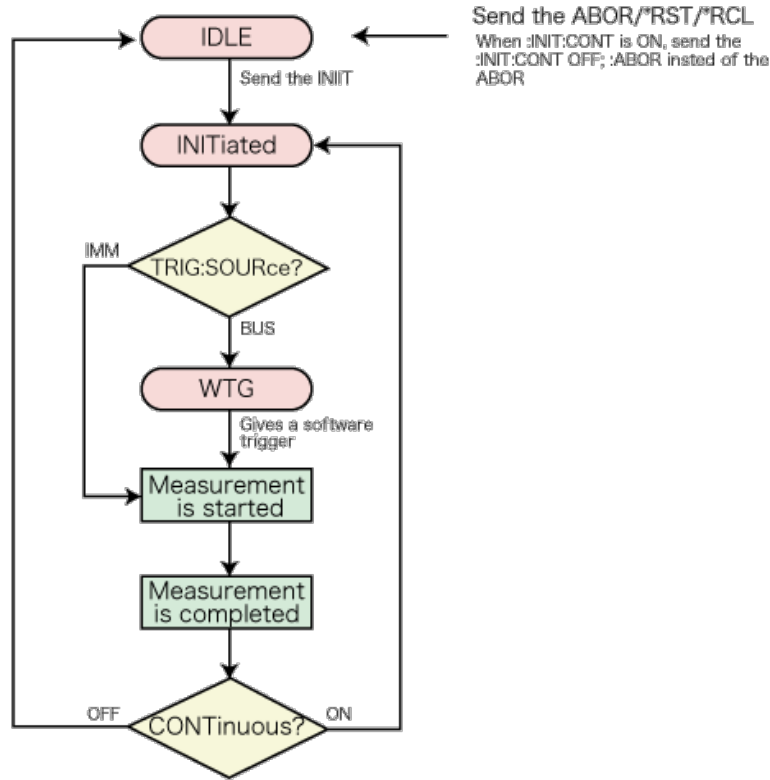 IDLE
Send the ABOR/*RST/*RCL
When :INIT:CONT is ON, send the
:INIT:CONT OFF; :ABOR insted of the
ABOR
Send the INIIT
INITiated
IMM
TRIG:SOURce?
BUS
WTG
Gives a software
trigger
Measurement
is started
Measurement
is completed
OFF
CONTinuous?
ON